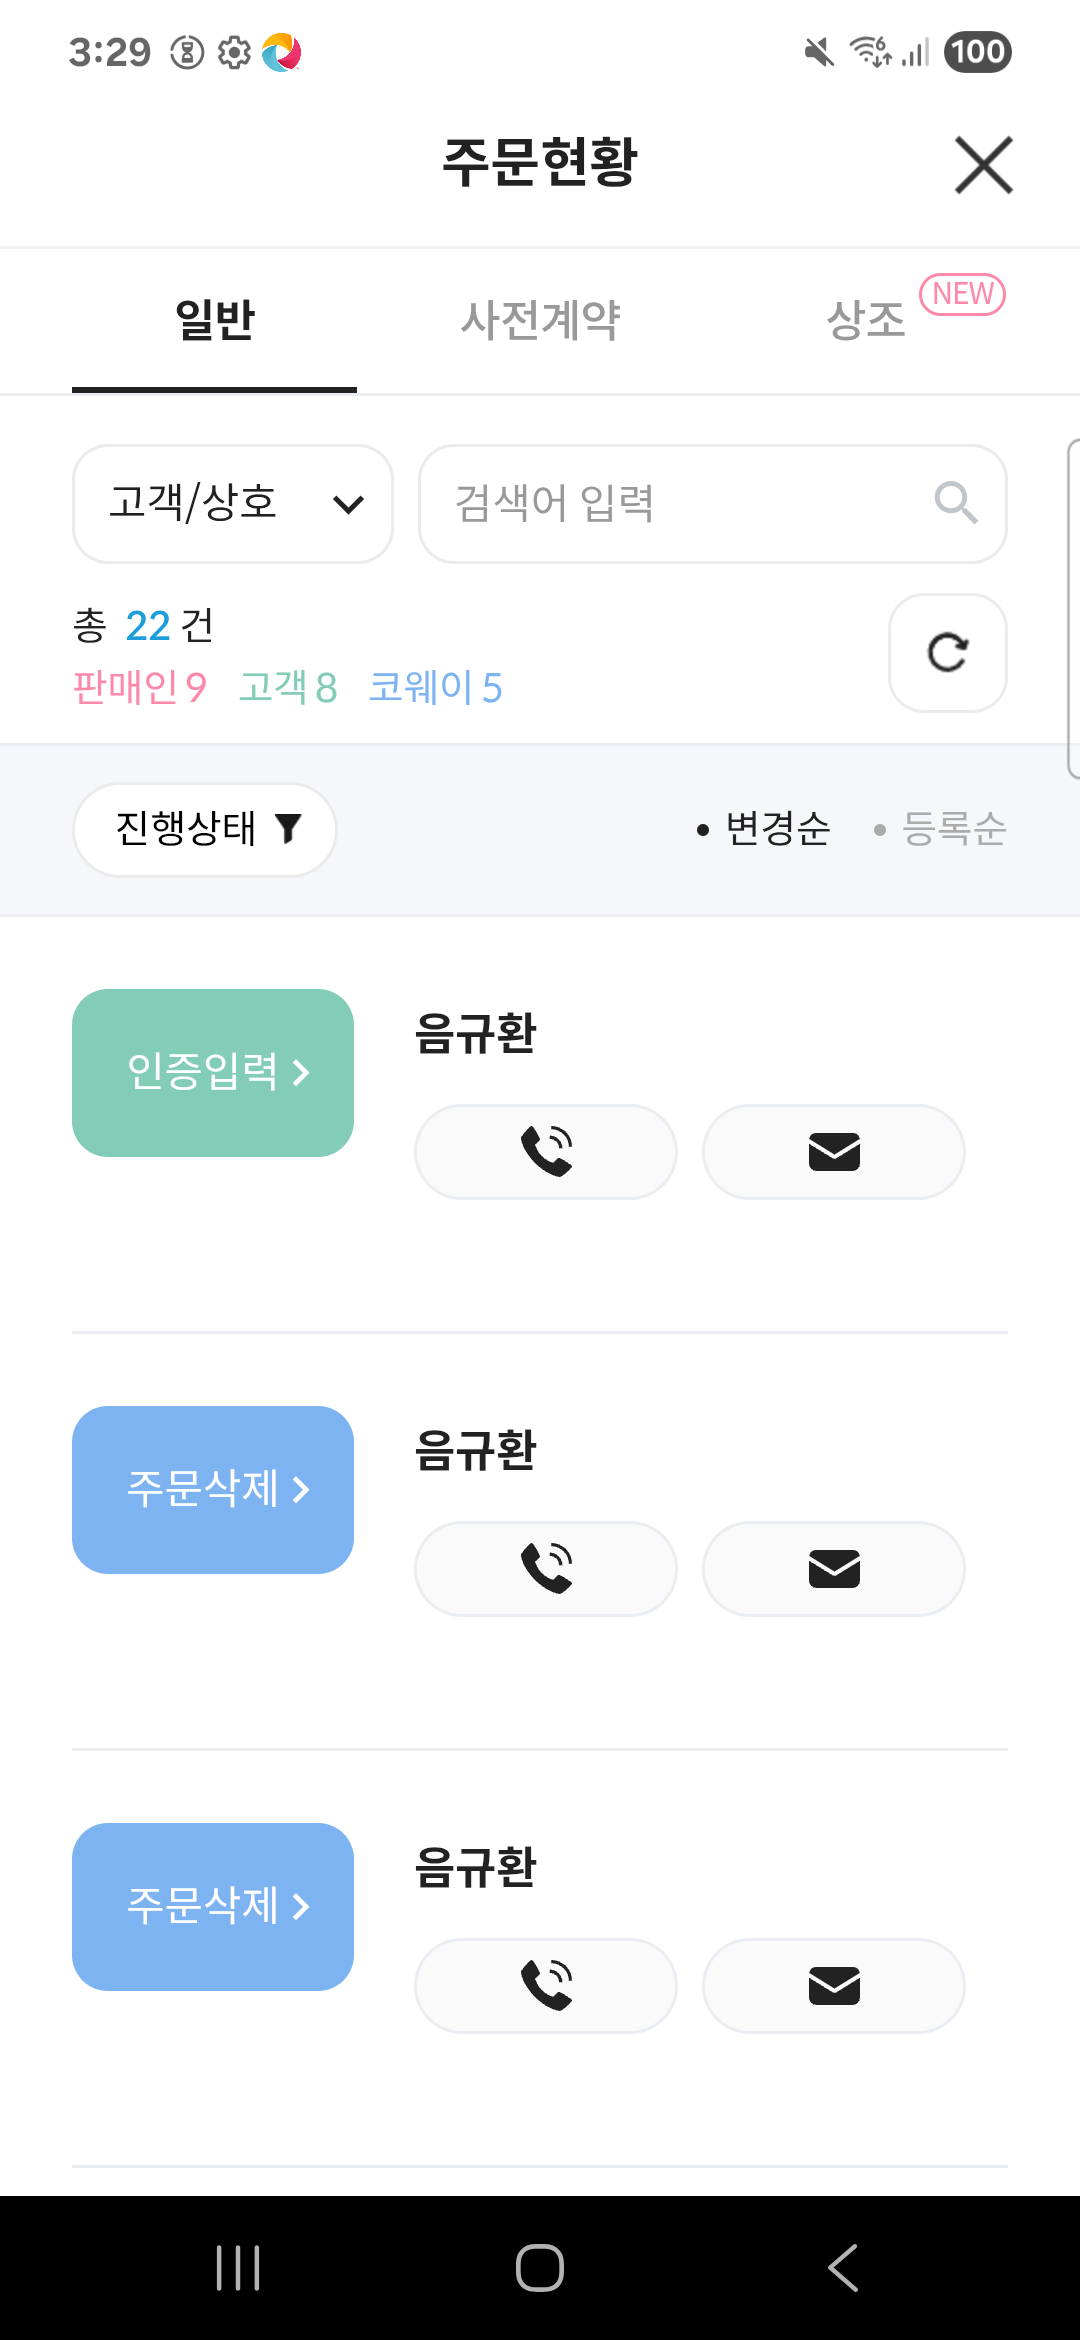 3:29 100
주문현황
일반 사전계약 상조 NEW
고객/상호 검색어 입력
총 22 건
판매인 9 고객 8 코웨이 5
진행상태 • 변경순 • 등록순
인증입력 음규환
주문삭제 음규환
주문삭제 음규환